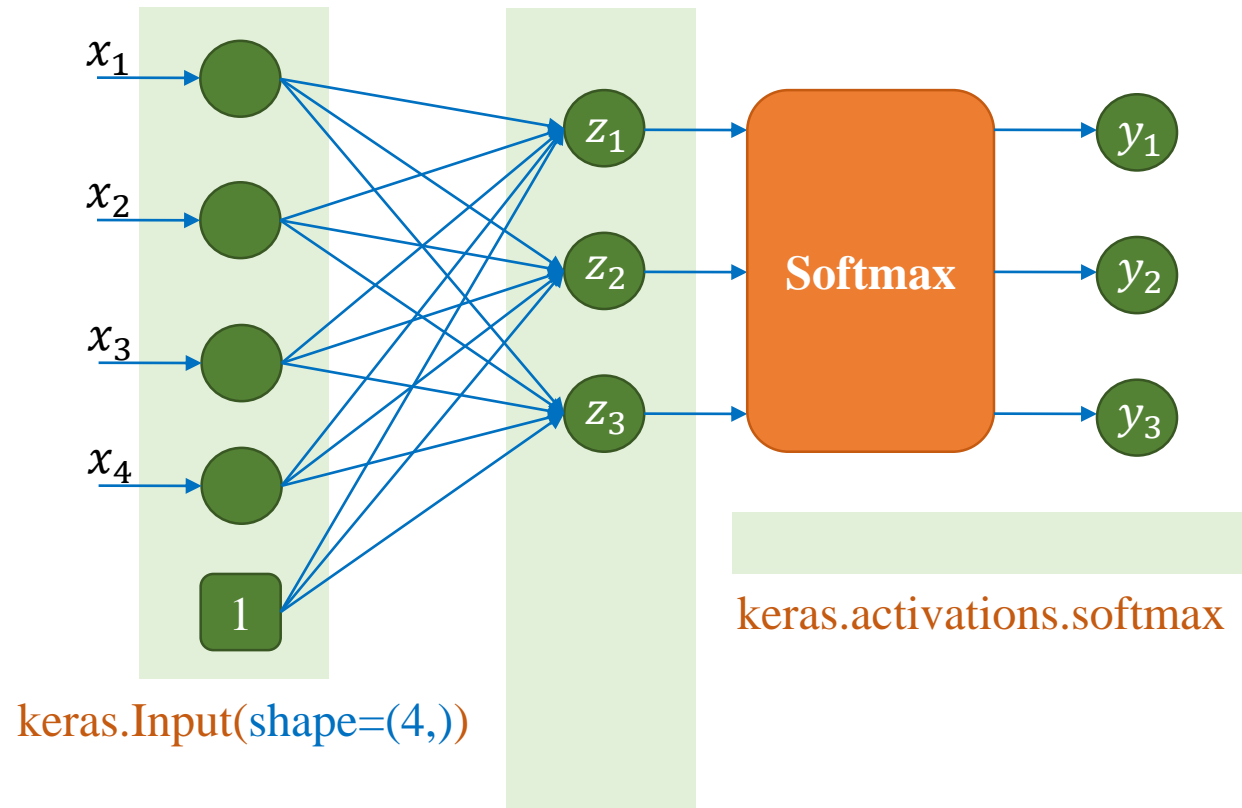 x₁
x₂
x₃
x₄
1
z₁
z₂
z₃
Softmax
y₁
y₂
y₃
keras.activations.softmax
keras.Input(shape=(4,))